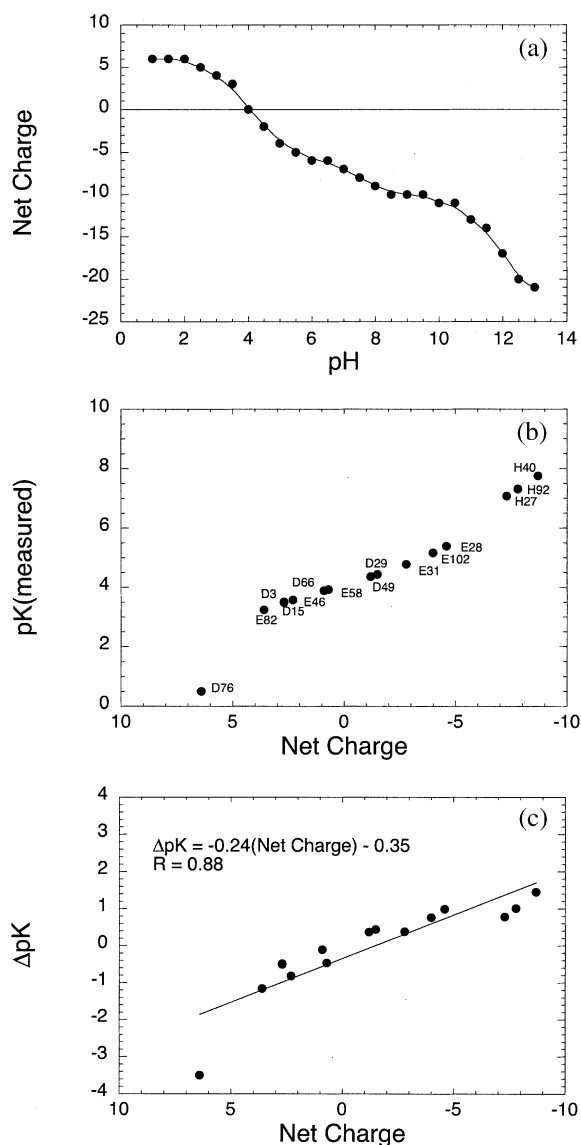 (a)
10
5
0
-5
-10
-15
-20
-25
Net Charge
0 2 4 6 8 10 12 14
pH
(b)
10
8
6
4
2
0
pK(measured)
H40
H92
H27
E28
E102
E31
D29
D49
D66
E58
D3
E46
D15
E82
D76
10 5 0 -5 -10
Net Charge
(c)
4
3
2
1
0
-1
-2
-3
-4
ΔpK
ΔpK = -0.24(Net Charge) - 0.35
R = 0.88
10 5 0 -5 -10
Net Charge